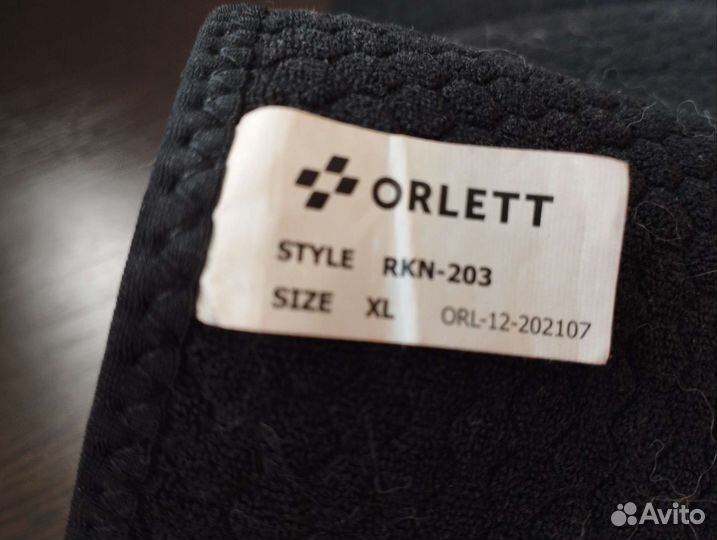 ORLETT
STYLE RKN-203
SIZE XL ORL-12-202107
Avito